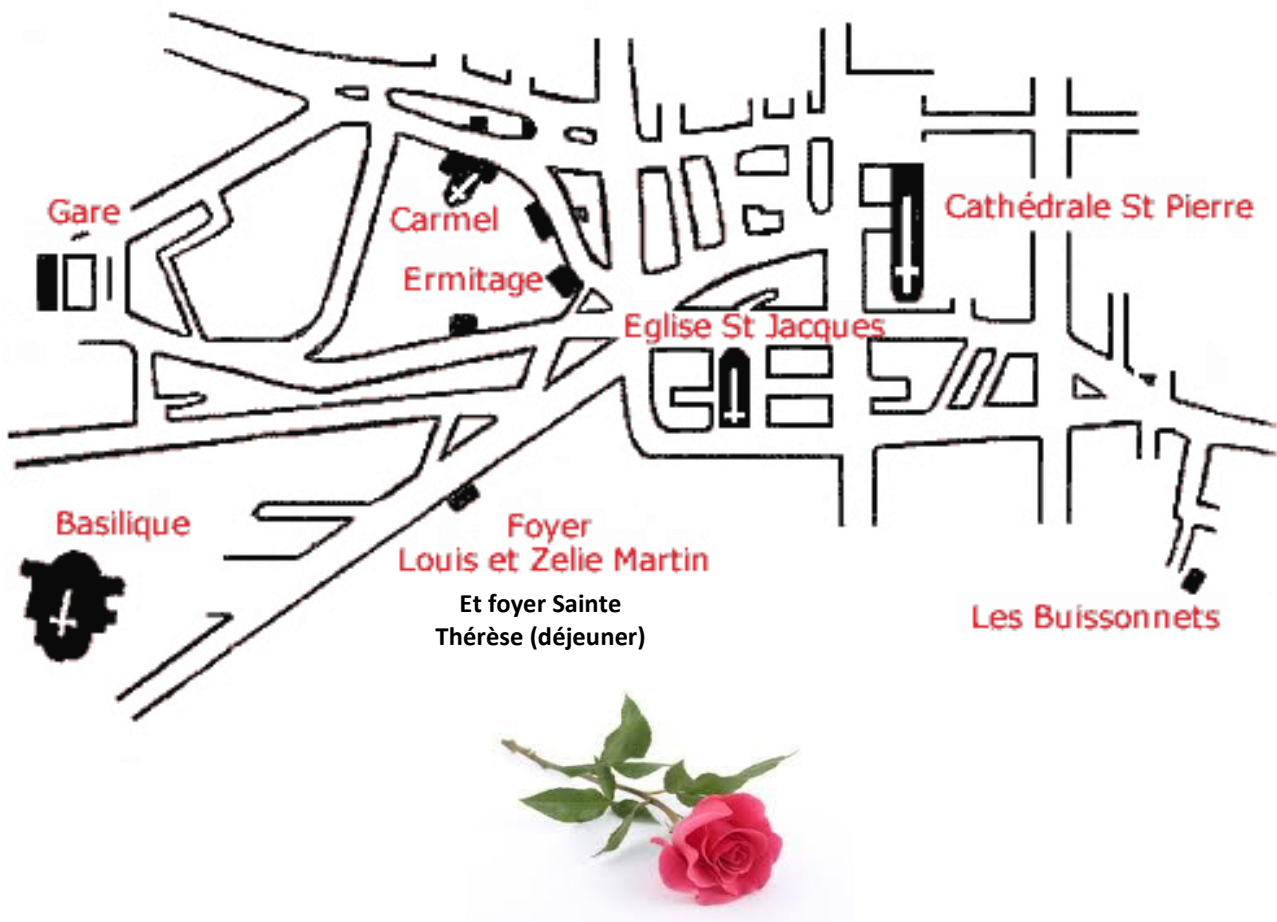 Gare
Carmel
Cathédrale St Pierre
Ermitage
Eglise St Jacques
Basilique
Foyer
Louis et Zelie Martin
Et foyer Sainte
Thérèse (déjeuner)
Les Buissonnets